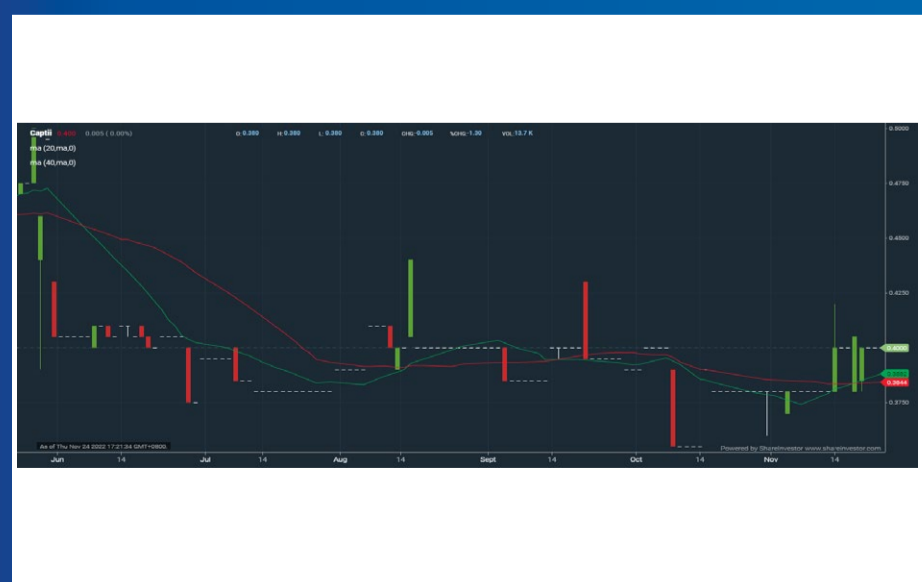 Captii 0.400 0.005 ( 0.00%) O: 0.380 H: 0.380 L: 0.380 C: 0.380 CHG:-0.005 %CHG:-1.30 VOL:13.7 K
ma (20,ma,0)
ma (40,ma,0)
0.5000
0.4750
0.4500
0.4250
0.4000
0.3844
0.3750
As of Thu Nov 24 2022 17:21:34 GMT+0800
Powered by ShareInvestor www.shareinvestor.com
Jun 14 Jul 14 Aug 14 Sept 14 Oct 14 Nov 14